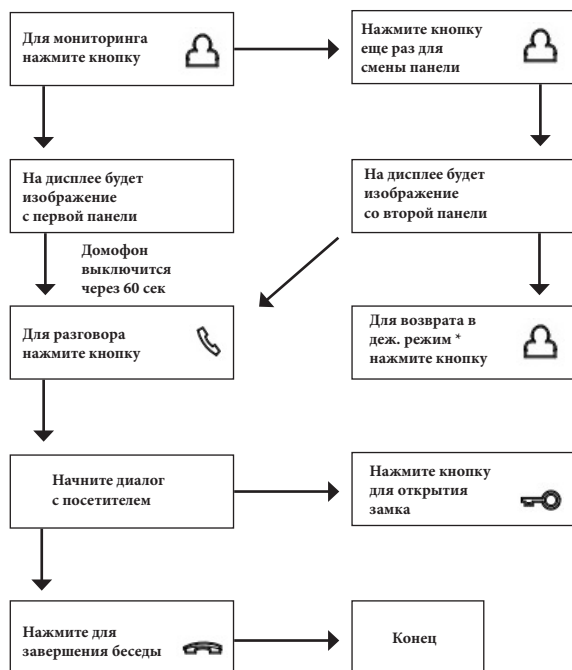 Для мониторинга
нажмите кнопку
Нажмите кнопку
еще раз для
смены панели
На дисплее будет
изображение
с первой панели
На дисплее будет
изображение
со второй панели
Домофон
выключится
через 60 сек
Для разговора
нажмите кнопку
Для возврата в
деж. режим *
нажмите кнопку
Начните диалог
с посетителем
Нажмите кнопку
для открытия
замка
Нажмите для
завершения беседы
Конец